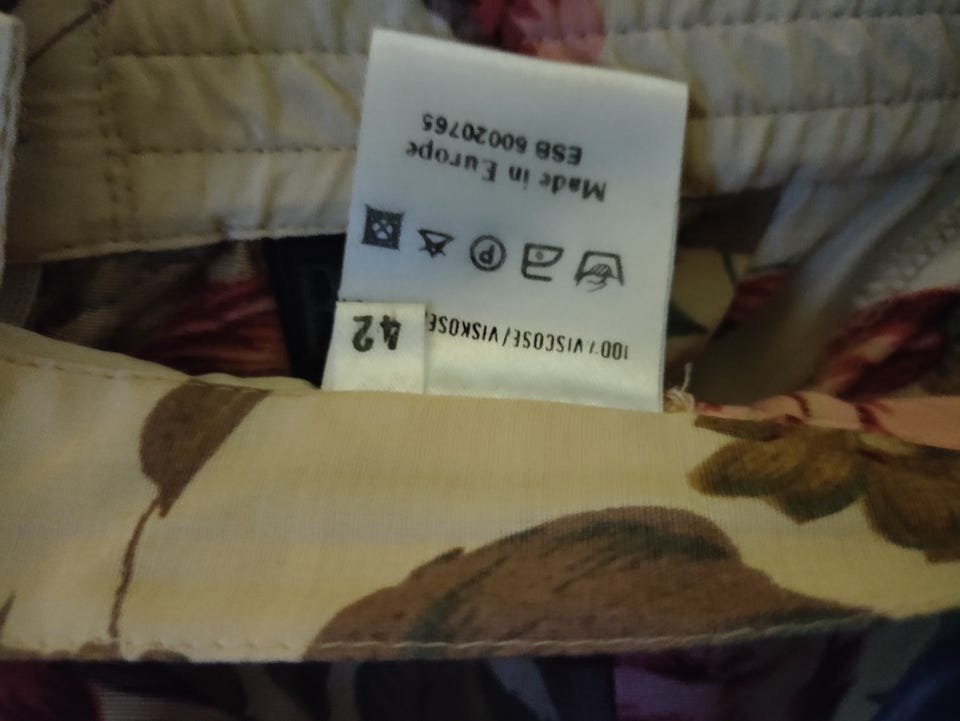 42
100% VISCOSE/VISKOSE
P
Made in Europe
ESB 60020765